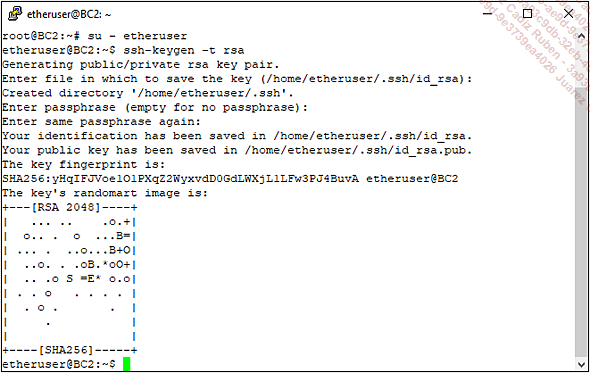 etheruser@BC2: ~
root@BC2:~# su - etheruser
etheruser@BC2:~$ ssh-keygen -t rsa
Generating public/private rsa key pair.
Enter file in which to save the key (/home/etheruser/.ssh/id_rsa):
Created directory '/home/etheruser/.ssh'.
Enter passphrase (empty for no passphrase):
Enter same passphrase again:
Your identification has been saved in /home/etheruser/.ssh/id_rsa.
Your public key has been saved in /home/etheruser/.ssh/id_rsa.pub.
The key fingerprint is:
SHA256:yHqIFJVoe1O1PXqZ2WyxvdD0GdLWXjL1LFw3PJ4BuvA etheruser@BC2
The key's randomart image is:
+---[RSA 2048]----+
|   ... ..    .o.+|
|  o.. .  o  ...B=|
| ... .  ..o...B+O|
|  ..o. . .oB.*oO+|
|  .. .o S =E* o.o|
| . . o   . . . . |
|  . o .       .  |
|     .           |
|                 |
+----[SHA256]-----+
etheruser@BC2:~$